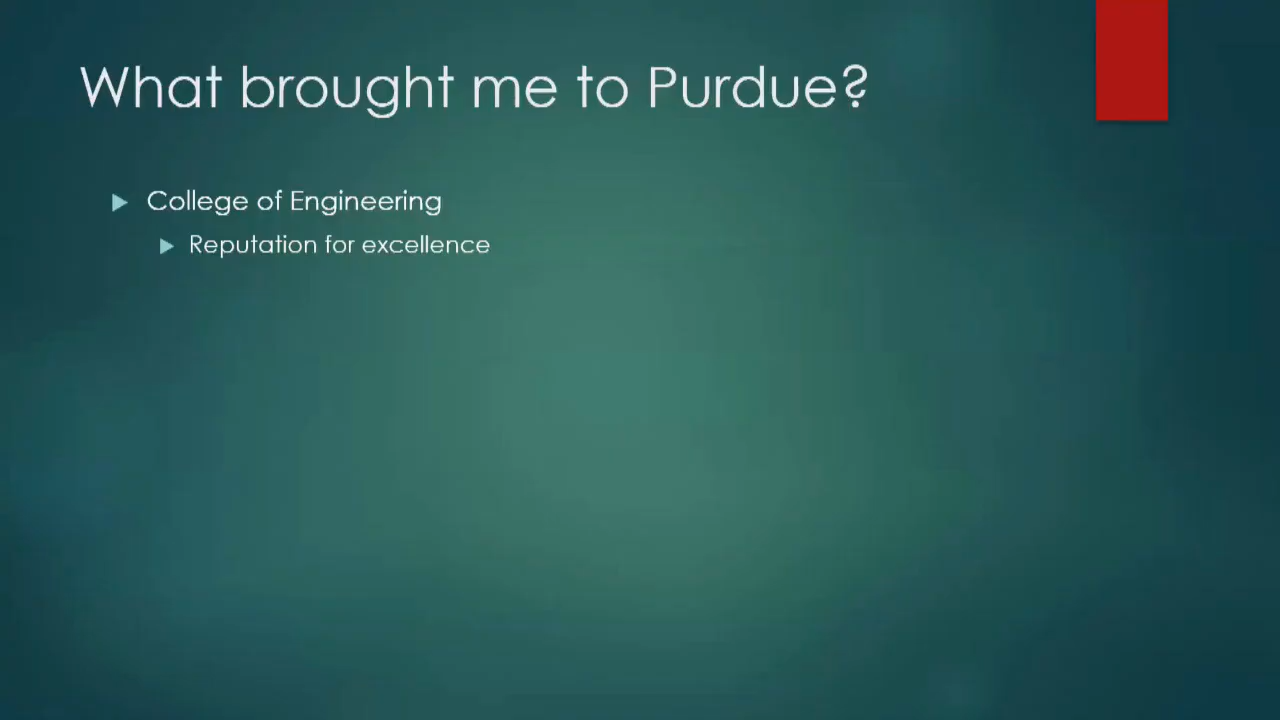 What brought me to Purdue?
College of Engineering
Reputation for excellence